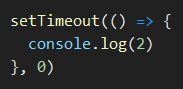 setTimeout(() => {
  console.log(2)
}, 0)